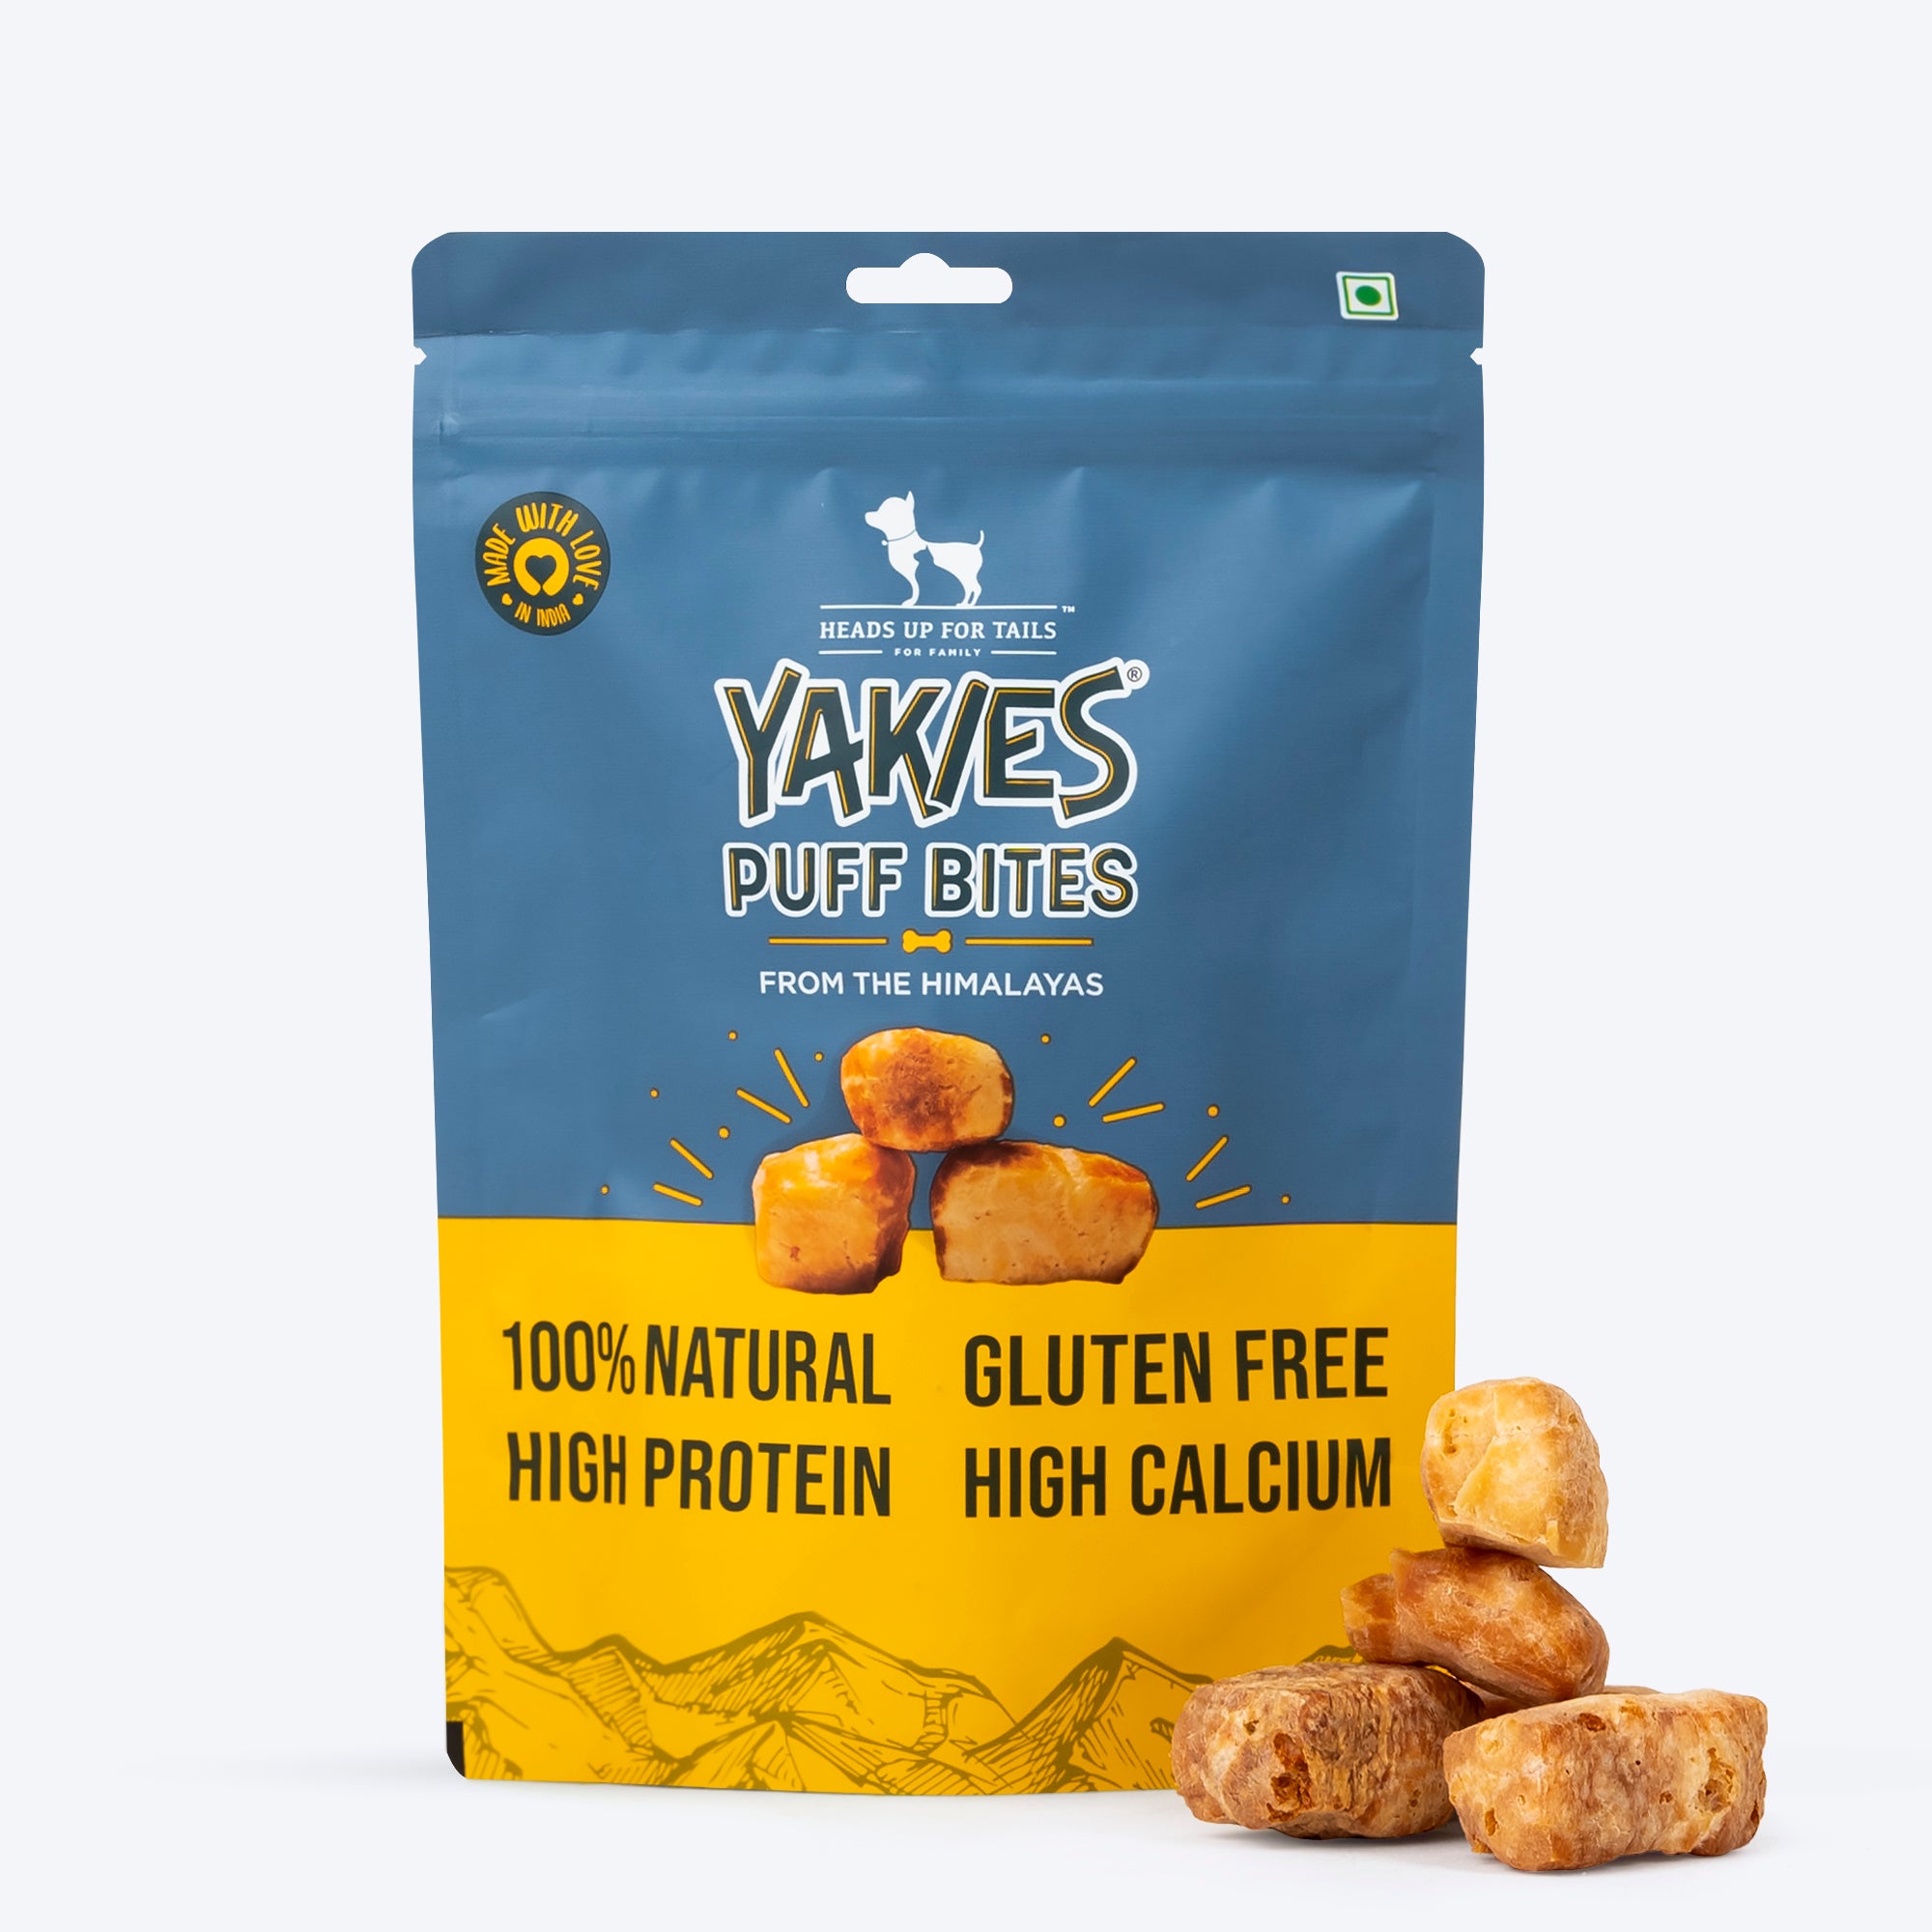 MADE WITH LOVE
IN INDIA
HEADS UP FOR TAILS™
FOR FAMILY
YAKIES®
PUFF BITES
FROM THE HIMALAYAS
100% NATURAL
GLUTEN FREE
HIGH PROTEIN
HIGH CALCIUM